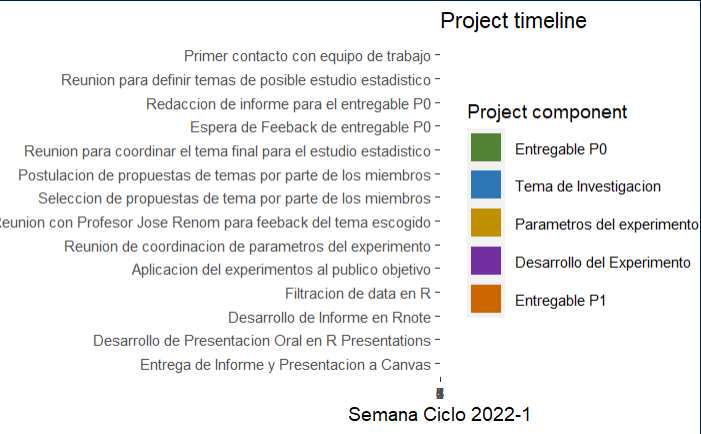 Project timeline
Primer contacto con equipo de trabajo
Reunion para definir temas de posible estudio estadistico
Redaccion de informe para el entregable P0
Espera de Feeback de entregable P0
Reunion para coordinar el tema final para el estudio estadistico
Postulacion de propuestas de temas por parte de los miembros
Seleccion de propuestas de tema por parte de los miembros
Reunion con Profesor Jose Renom para feeback del tema escogido
Reunion de coordinacion de parametros del experimento
Aplicacion del experimentos al publico objetivo
Filtracion de data en R
Desarrollo de Informe en Rnote
Desarrollo de Presentacion Oral en R Presentations
Entrega de Informe y Presentacion a Canvas
Semana Ciclo 2022-1
Project component
Entregable P0
Tema de Investigacion
Parametros del experimento
Desarrollo del Experimento
Entregable P1